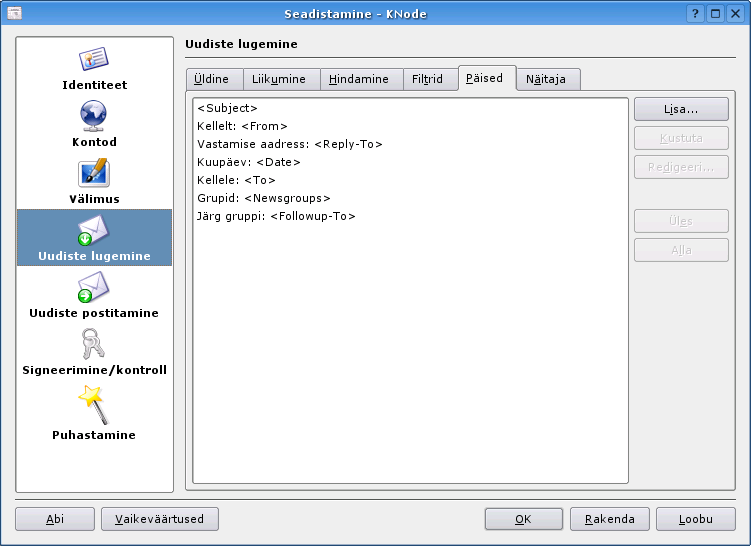 Seadistamine - KNode
Identiteet
Kontod
Välimus
Uudiste lugemine
Uudiste postitamine
Signeerimine/kontroll
Puhastamine
Uudiste lugemine
Üldine Liikumine Hindamine Filtrid Päised Näitaja
<Subject>
Kellelt: <From>
Vastamise aadress: <Reply-To>
Kuupäev: <Date>
Kellele: <To>
Grupid: <Newsgroups>
Järg gruppi: <Followup-To>
Lisa...
Kustuta
Redigeeri...
Üles
Alla
Abi Vaikeväärtused OK Rakenda Loobu